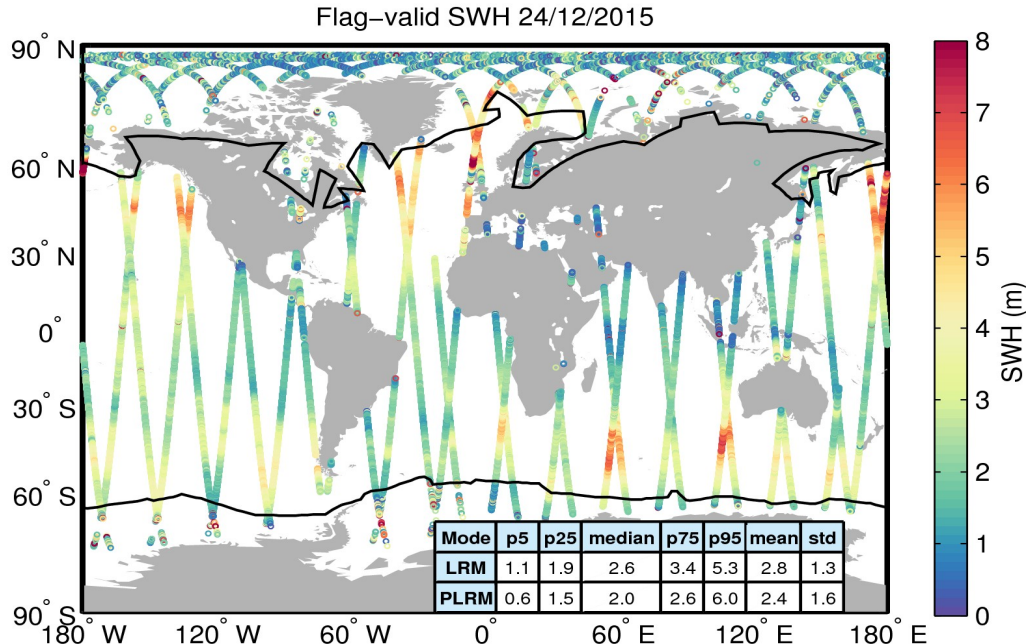 Flag−valid SWH 24/12/2015
90° N
60° N
30° N
0°
30° S
60° S
90° S
180° W
120° W
60° W
0°
60° E
120° E
180° E
8
7
6
5
4
3
2
1
0
SWH (m)
Mode p5 p25 median p75 p95 mean std
LRM 1.1 1.9 2.6 3.4 5.3 2.8 1.3
PLRM 0.6 1.5 2.0 2.6 6.0 2.4 1.6